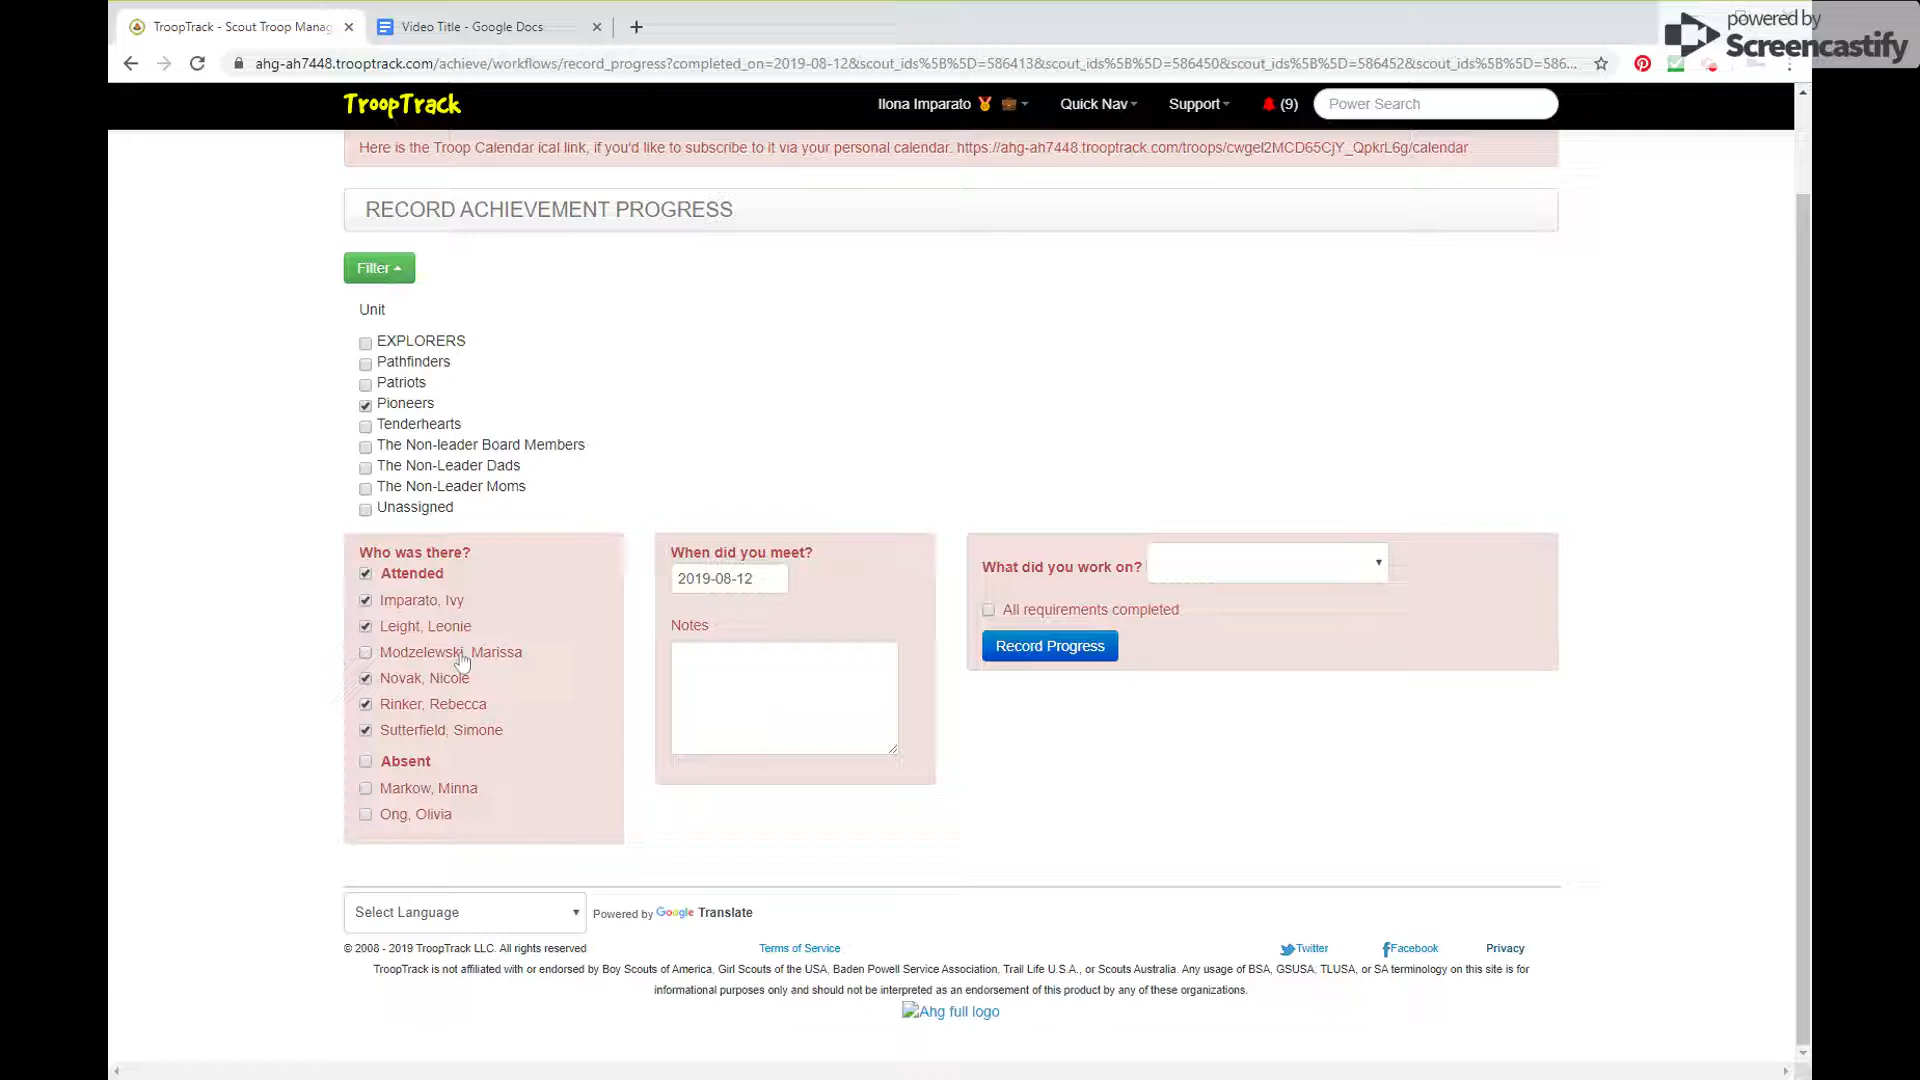 TroopTrack - Scout Troop Manag
Video Title - Google Docs
powered by
Screencastify
ahg-ah7448.trooptrack.com/achieve/workflows/record_progress?completed_on=2019-08-12&scout_ids%5B%5D=586413&scout_ids%5B%5D=586450&scout_ids%5B%5D=586452&scout_ids%5B%5D=586...
TroopTrack
Ilona Imparato
Quick Nav
Support
(9)
Power Search
Here is the Troop Calendar ical link, if you'd like to subscribe to it via your personal calendar. https://ahg-ah7448.trooptrack.com/troops/cwgeI2MCD65CjY_QpkrL6g/calendar
RECORD ACHIEVEMENT PROGRESS
Filter
Unit
EXPLORERS
Pathfinders
Patriots
Pioneers
Tenderhearts
The Non-leader Board Members
The Non-Leader Dads
The Non-Leader Moms
Unassigned
Who was there?
Attended
Imparato, Ivy
Leight, Leonie
Modzelewski, Marissa
Novak, Nicole
Rinker, Rebecca
Sutterfield, Simone
Absent
Markow, Minna
Ong, Olivia
When did you meet?
2019-08-12
Notes
What did you work on?
All requirements completed
Record Progress
Select Language
Powered by Google Translate
© 2008 - 2019 TroopTrack LLC. All rights reserved
Terms of Service
Twitter
Facebook
Privacy
TroopTrack is not affiliated with or endorsed by Boy Scouts of America, Girl Scouts of the USA, Baden Powell Service Association, Trail Life U.S.A., or Scouts Australia. Any usage of BSA, GSUSA, TLUSA, or SA terminology on this site is for
informational purposes only and should not be interpreted as an endorsement of this product by any of these organizations.
Ahg full logo